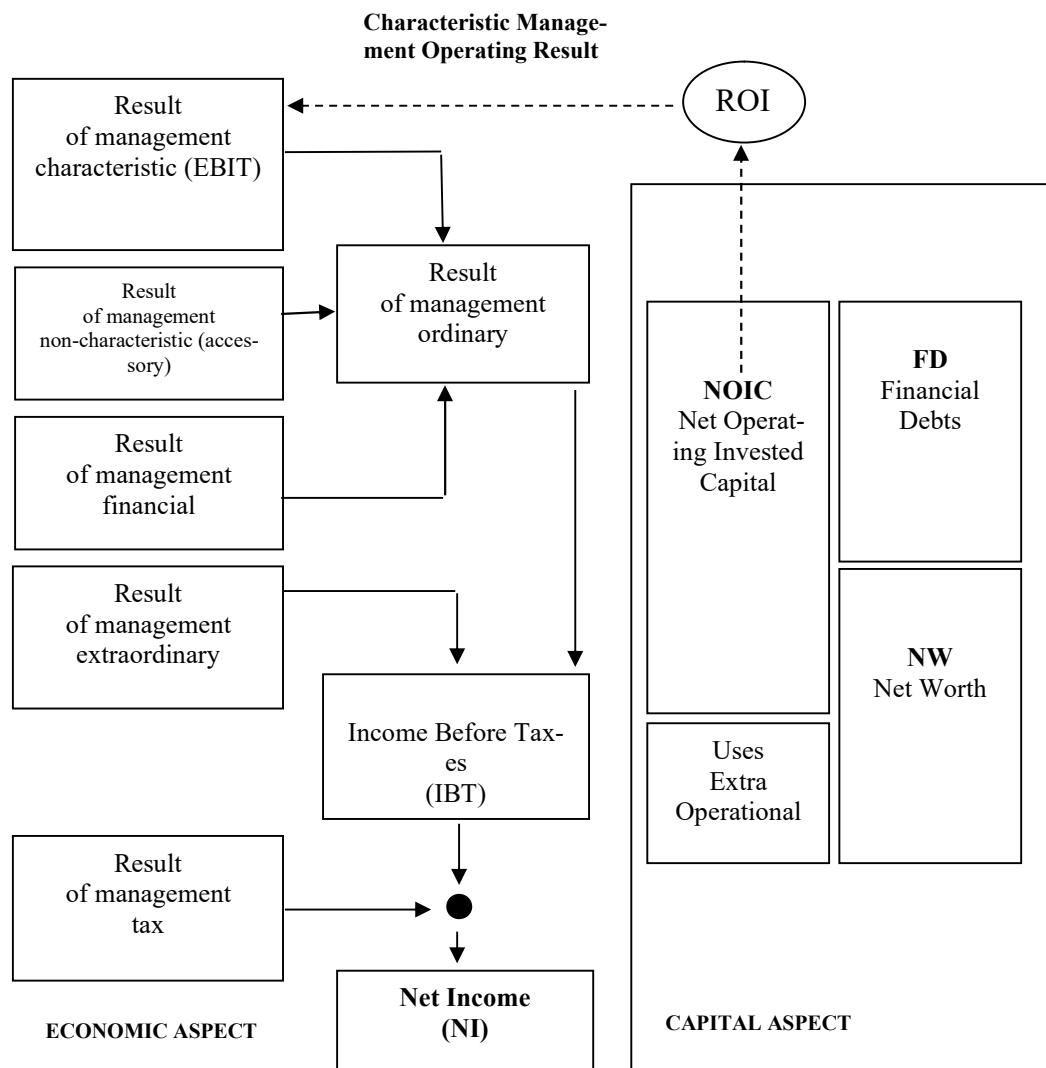 Characteristic Manage-
ment Operating Result
Result
of management
characteristic (EBIT)
ROI
Result
of management
ordinary
Result
of management
non-characteristic (acces-
sory)
Result
of management
financial
Result
of management
extraordinary
Income Before Tax-
es
(IBT)
Result
of management
tax
Net Income
(NI)
ECONOMIC ASPECT
NOIC
Net Operat-
ing Invested
Capital
FD
Financial
Debts
NW
Net Worth
Uses
Extra
Operational
CAPITAL ASPECT